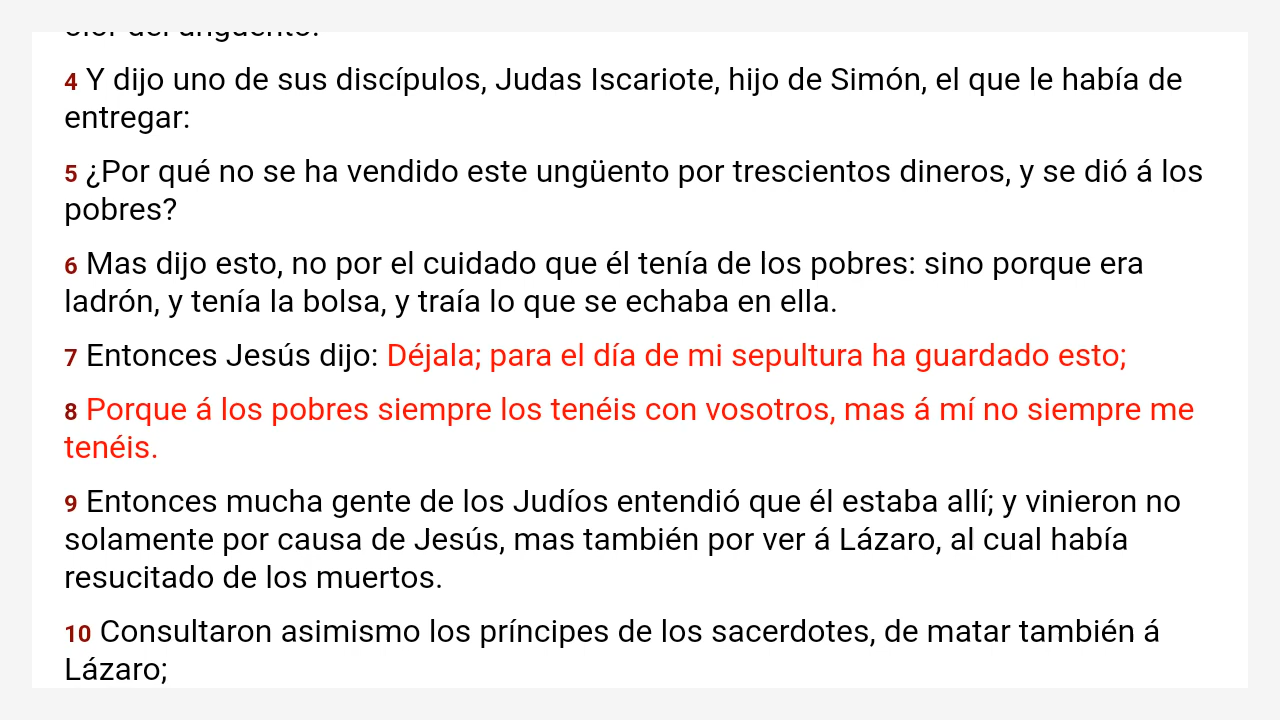 olor del ungüento.
4 Y dijo uno de sus discípulos, Judas Iscariote, hijo de Simón, el que le había de
entregar:
5 ¿Por qué no se ha vendido este ungüento por trescientos dineros, y se dió á los
pobres?
6 Mas dijo esto, no por el cuidado que él tenía de los pobres: sino porque era
ladrón, y tenía la bolsa, y traía lo que se echaba en ella.
7 Entonces Jesús dijo: Déjala; para el día de mi sepultura ha guardado esto;
8 Porque á los pobres siempre los tenéis con vosotros, mas á mí no siempre me
tenéis.
9 Entonces mucha gente de los Judíos entendió que él estaba allí; y vinieron no
solamente por causa de Jesús, mas también por ver á Lázaro, al cual había
resucitado de los muertos.
10 Consultaron asimismo los príncipes de los sacerdotes, de matar también á
Lázaro;